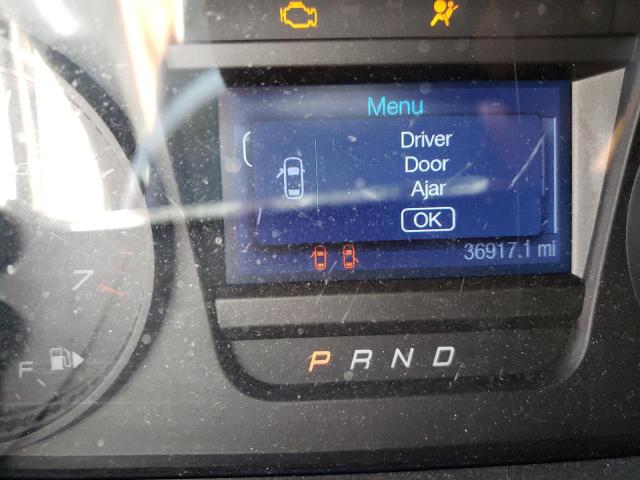 Menu
Driver
Door
Ajar
OK
36917.1 mi
7
F
P R N D